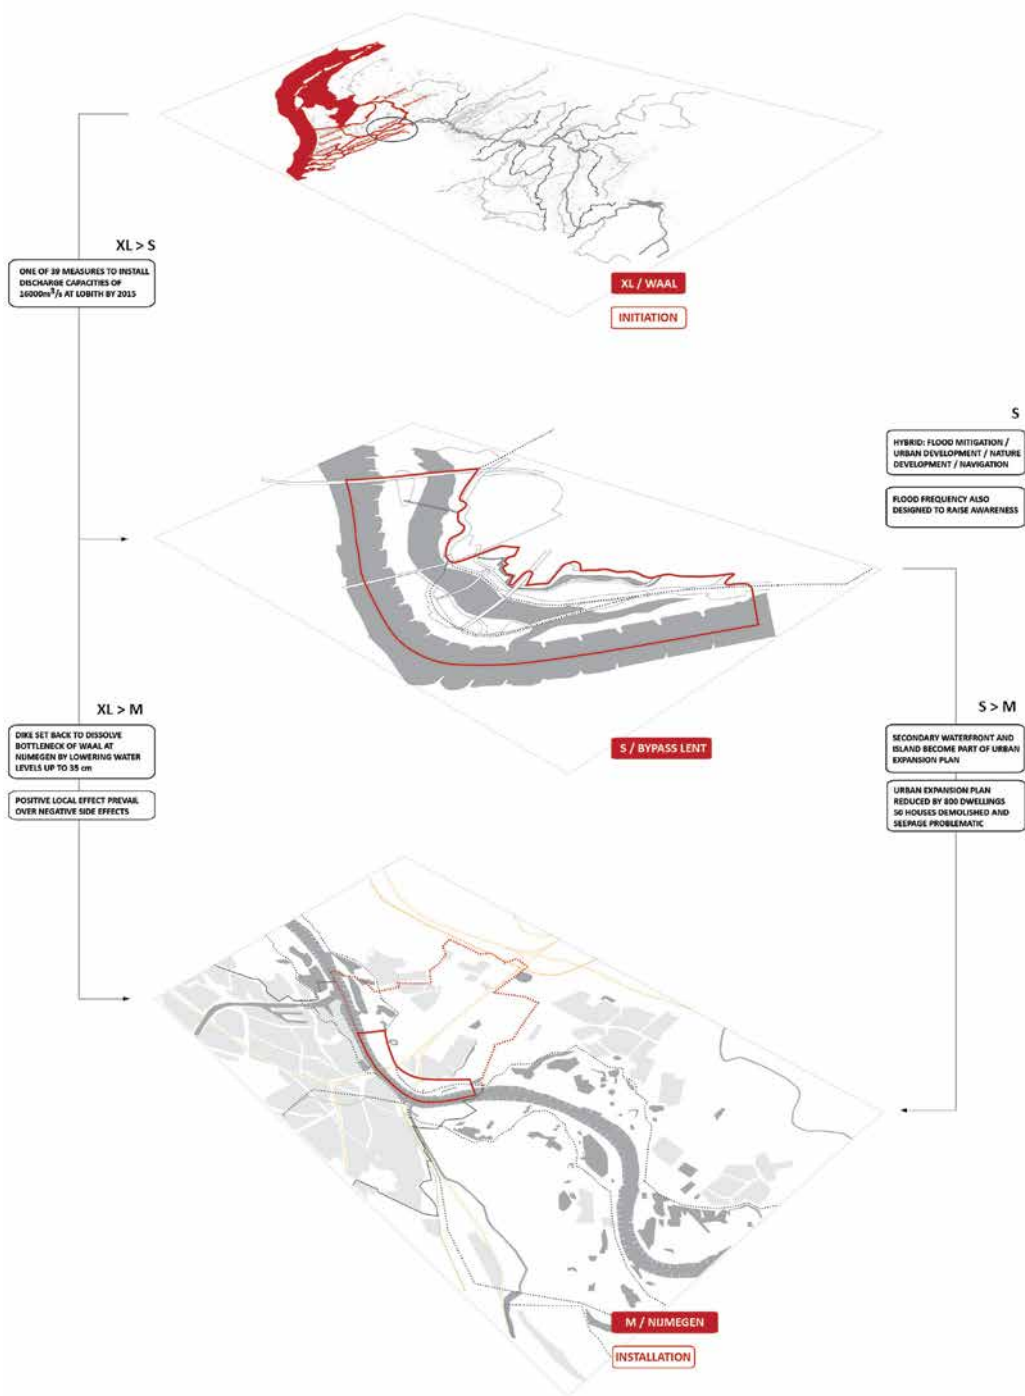 XL > S
ONE OF 39 MEASURES TO INSTALL
DISCHARGE CAPACITIES OF
16000m³/s AT LOBITH BY 2015
XL / WAAL
INITIATION
S
HYBRID: FLOOD MITIGATION /
URBAN DEVELOPMENT / NATURE
DEVELOPMENT / NAVIGATION
FLOOD FREQUENCY ALSO
DESIGNED TO RAISE AWARENESS
XL > M
DIKE SET BACK TO DISSOLVE
BOTTLENECK OF WAAL AT
NIJMEGEN BY LOWERING WATER
LEVELS UP TO 35 cm
POSITIVE LOCAL EFFECT PREVAIL
OVER NEGATIVE SIDE EFFECTS
S / BYPASS LENT
S > M
SECONDARY WATERFRONT AND
ISLAND BECOME PART OF URBAN
EXPANSION PLAN
URBAN EXPANSION PLAN
REDUCED BY 800 DWELLINGS
50 HOUSES DEMOLISHED AND
SEEPAGE PROBLEMATIC
M / NIJMEGEN
INSTALLATION